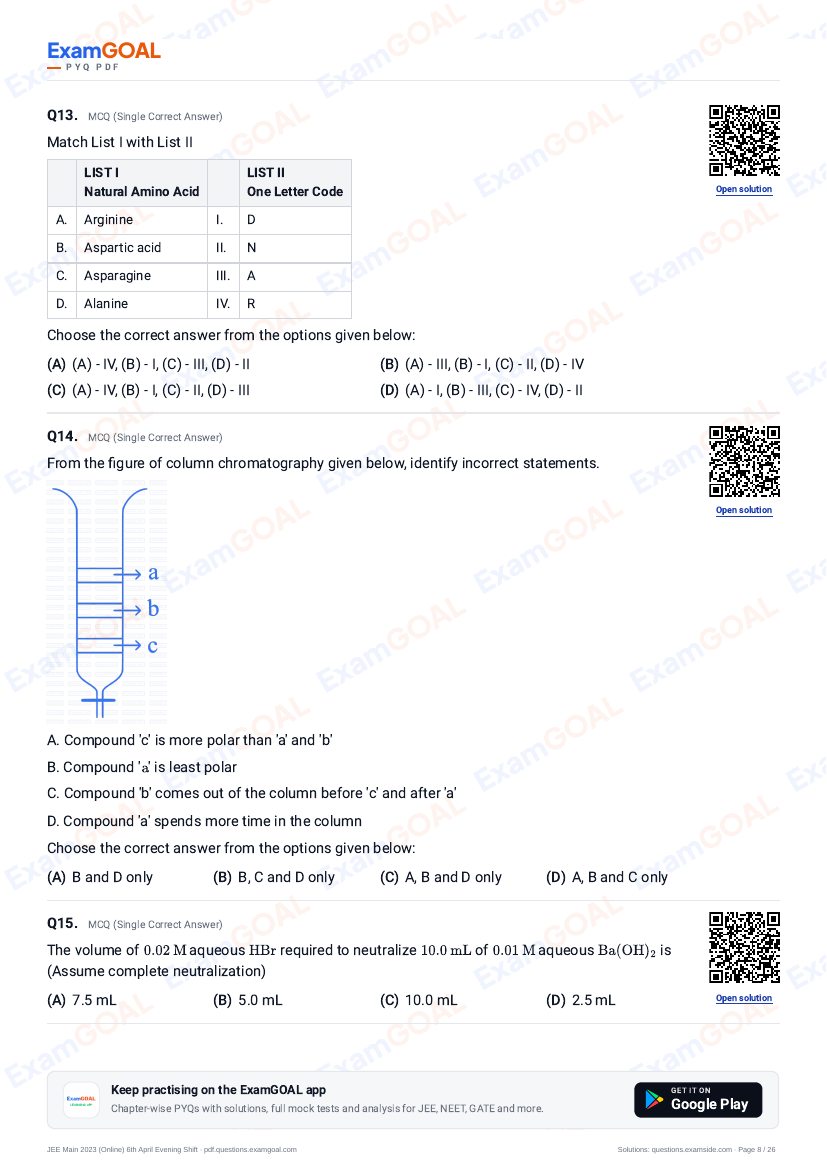 ExamGOAL
PYQ PDF
Q13. MCQ (Single Correct Answer)
Open solution
Match List I with List II
LIST I
Natural Amino Acid
LIST II
One Letter Code
A. Arginine I. D
B. Aspartic acid II. N
C. Asparagine III. A
D. Alanine IV. R
Choose the correct answer from the options given below:
(A) (A) - IV, (B) - I, (C) - III, (D) - II (B) (A) - III, (B) - I, (C) - II, (D) - IV
(C) (A) - IV, (B) - I, (C) - II, (D) - III (D) (A) - I, (B) - III, (C) - IV, (D) - II
Q14. MCQ (Single Correct Answer)
Open solution
From the figure of column chromatography given below, identify incorrect statements.
a
b
c
A. Compound 'c' is more polar than 'a' and 'b'
B. Compound 'a' is least polar
C. Compound 'b' comes out of the column before 'c' and after 'a'
D. Compound 'a' spends more time in the column
Choose the correct answer from the options given below:
(A) B and D only (B) B, C and D only (C) A, B and D only (D) A, B and C only
Q15. MCQ (Single Correct Answer)
Open solution
The volume of 0.02 M aqueous HBr required to neutralize 10.0 mL of 0.01 M aqueous Ba(OH)₂ is
(Assume complete neutralization)
(A) 7.5 mL (B) 5.0 mL (C) 10.0 mL (D) 2.5 mL
ExamGOAL
Keep practising on the ExamGOAL app
Chapter-wise PYQs with solutions, full mock tests and analysis for JEE, NEET, GATE and more.
GET IT ON
Google Play
JEE Main 2023 (Online) 6th April Evening Shift · pdf.questions.examgoal.com
Solutions: questions.examside.com · Page 8 / 26